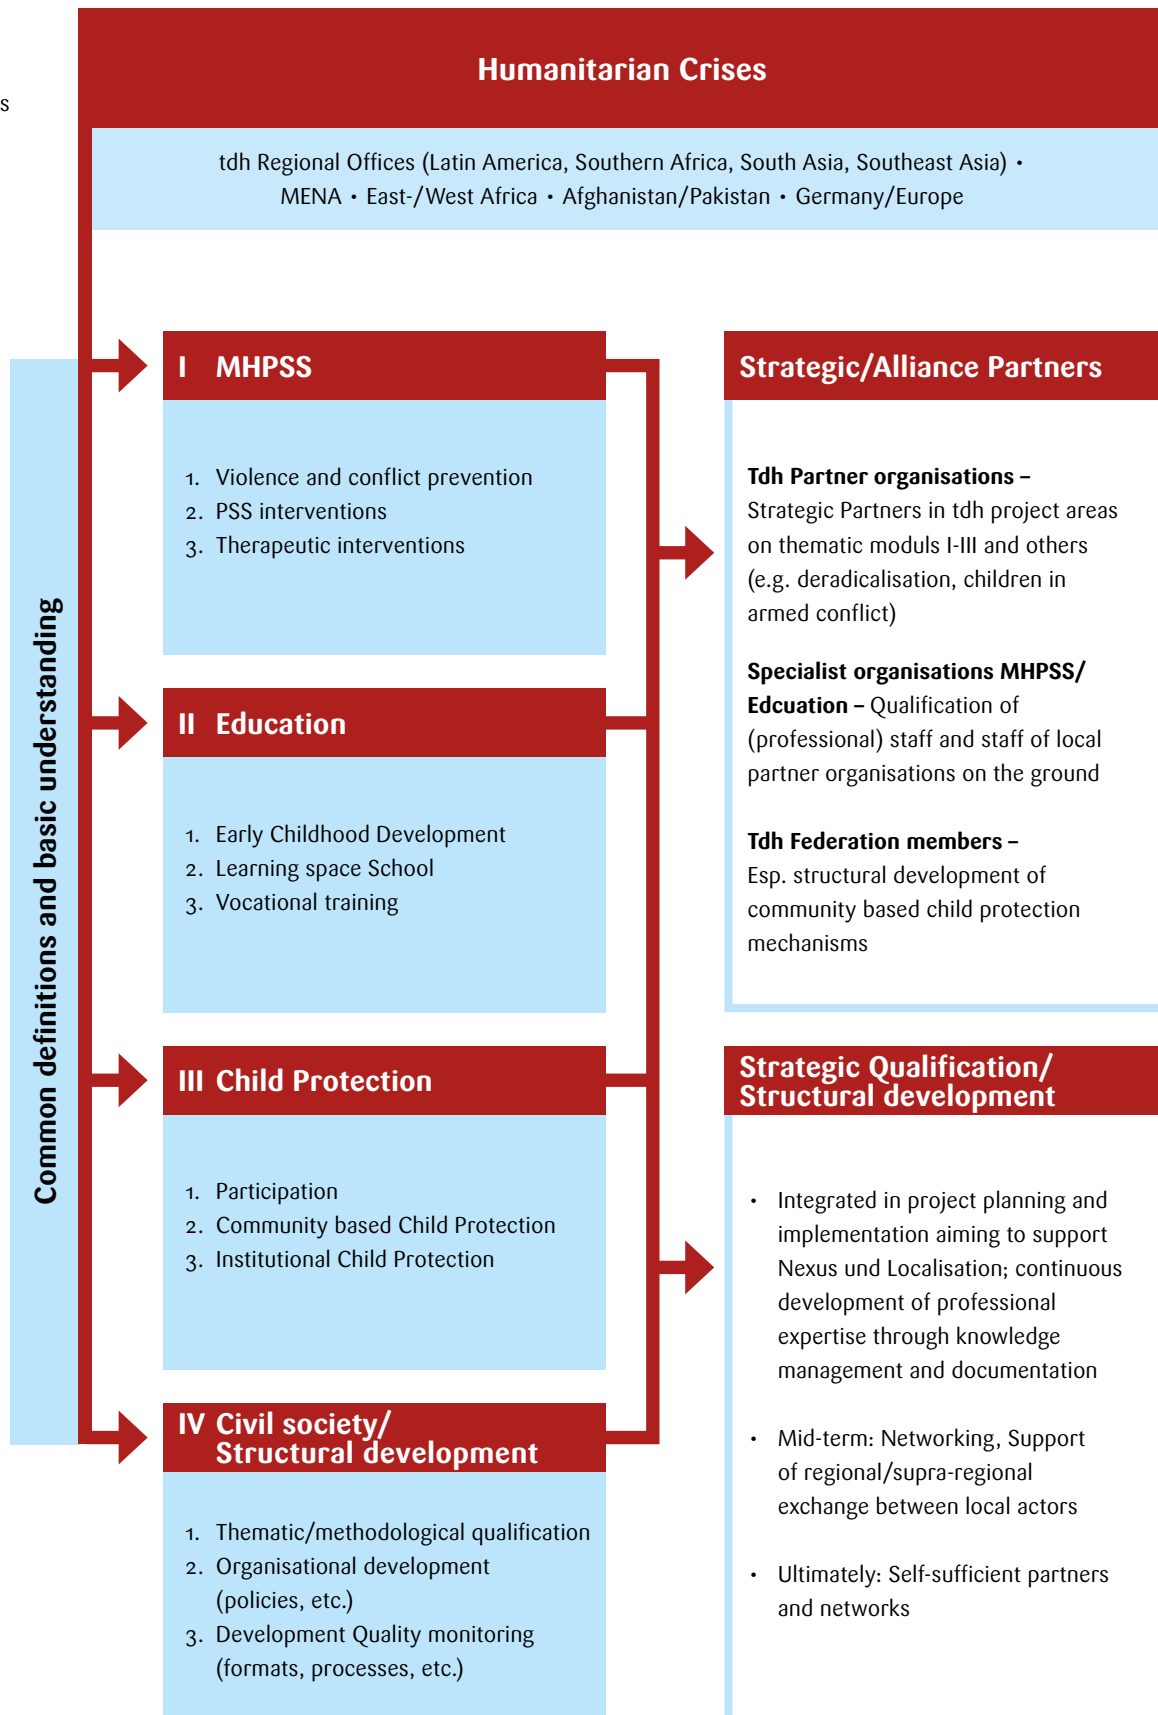 s
Humanitarian Crises
tdh Regional Offices (Latin America, Southern Africa, South Asia, Southeast Asia) •
MENA • East-/West Africa • Afghanistan/Pakistan • Germany/Europe
Common definitions and basic understanding
I MHPSS
1. Violence and conflict prevention
2. PSS interventions
3. Therapeutic interventions
II Education
1. Early Childhood Development
2. Learning space School
3. Vocational training
III Child Protection
1. Participation
2. Community based Child Protection
3. Institutional Child Protection
IV Civil society/
Structural development
1. Thematic/methodological qualification
2. Organisational development
(policies, etc.)
3. Development Quality monitoring
(formats, processes, etc.)
Strategic/Alliance Partners
Tdh Partner organisations –
Strategic Partners in tdh project areas
on thematic moduls I-III and others
(e.g. deradicalisation, children in
armed conflict)
Specialist organisations MHPSS/
Edcuation – Qualification of
(professional) staff and staff of local
partner organisations on the ground
Tdh Federation members –
Esp. structural development of
community based child protection
mechanisms
Strategic Qualification/
Structural development
• Integrated in project planning and
implementation aiming to support
Nexus und Localisation; continuous
development of professional
expertise through knowledge
management and documentation
• Mid-term: Networking, Support
of regional/supra-regional
exchange between local actors
• Ultimately: Self-sufficient partners
and networks